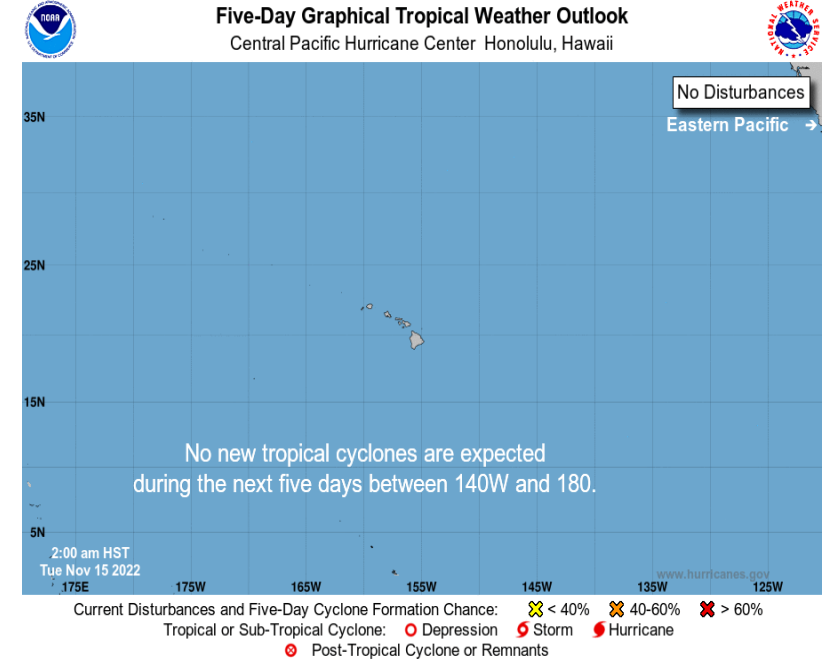 Five-Day Graphical Tropical Weather Outlook
Central Pacific Hurricane Center Honolulu, Hawaii
NOAA
NATIONAL WEATHER SERVICE
No Disturbances
Eastern Pacific →
35N
25N
15N
5N
No new tropical cyclones are expected
during the next five days between 140W and 180.
2:00 am HST
Tue Nov 15 2022
www.hurricanes.gov
175E 175W 165W 155W 145W 135W 125W
Current Disturbances and Five-Day Cyclone Formation Chance: < 40% 40-60% > 60%
Tropical or Sub-Tropical Cyclone: Depression Storm Hurricane
Post-Tropical Cyclone or Remnants